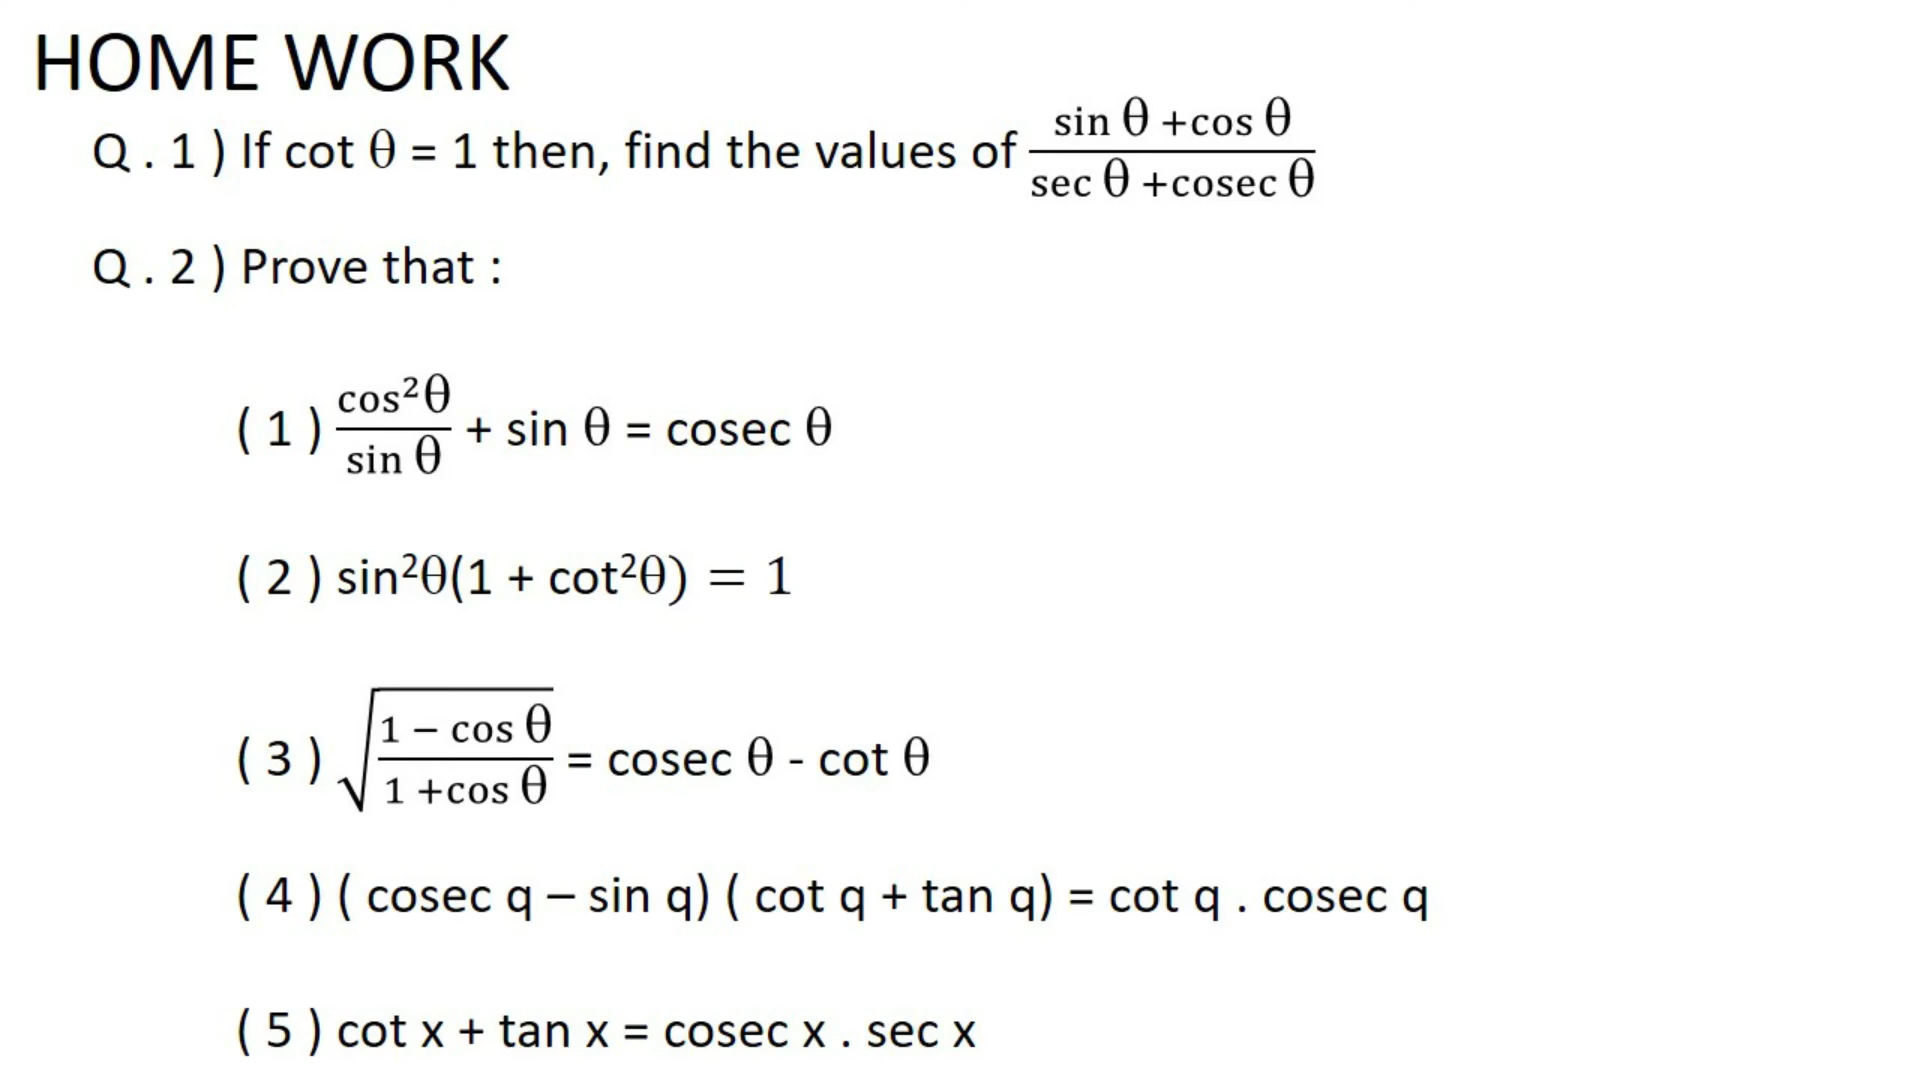 HOME WORK
Q . 1 ) If cot θ = 1 then, find the values of (sin θ +cos θ)/(sec θ +cosec θ)
Q . 2 ) Prove that :
( 1 ) cos²θ/sin θ + sin θ = cosec θ
( 2 ) sin²θ(1 + cot²θ) = 1
( 3 ) √((1 − cos θ)/(1 +cos θ)) = cosec θ - cot θ
( 4 ) ( cosec q – sin q) ( cot q + tan q) = cot q . cosec q
( 5 ) cot x + tan x = cosec x . sec x